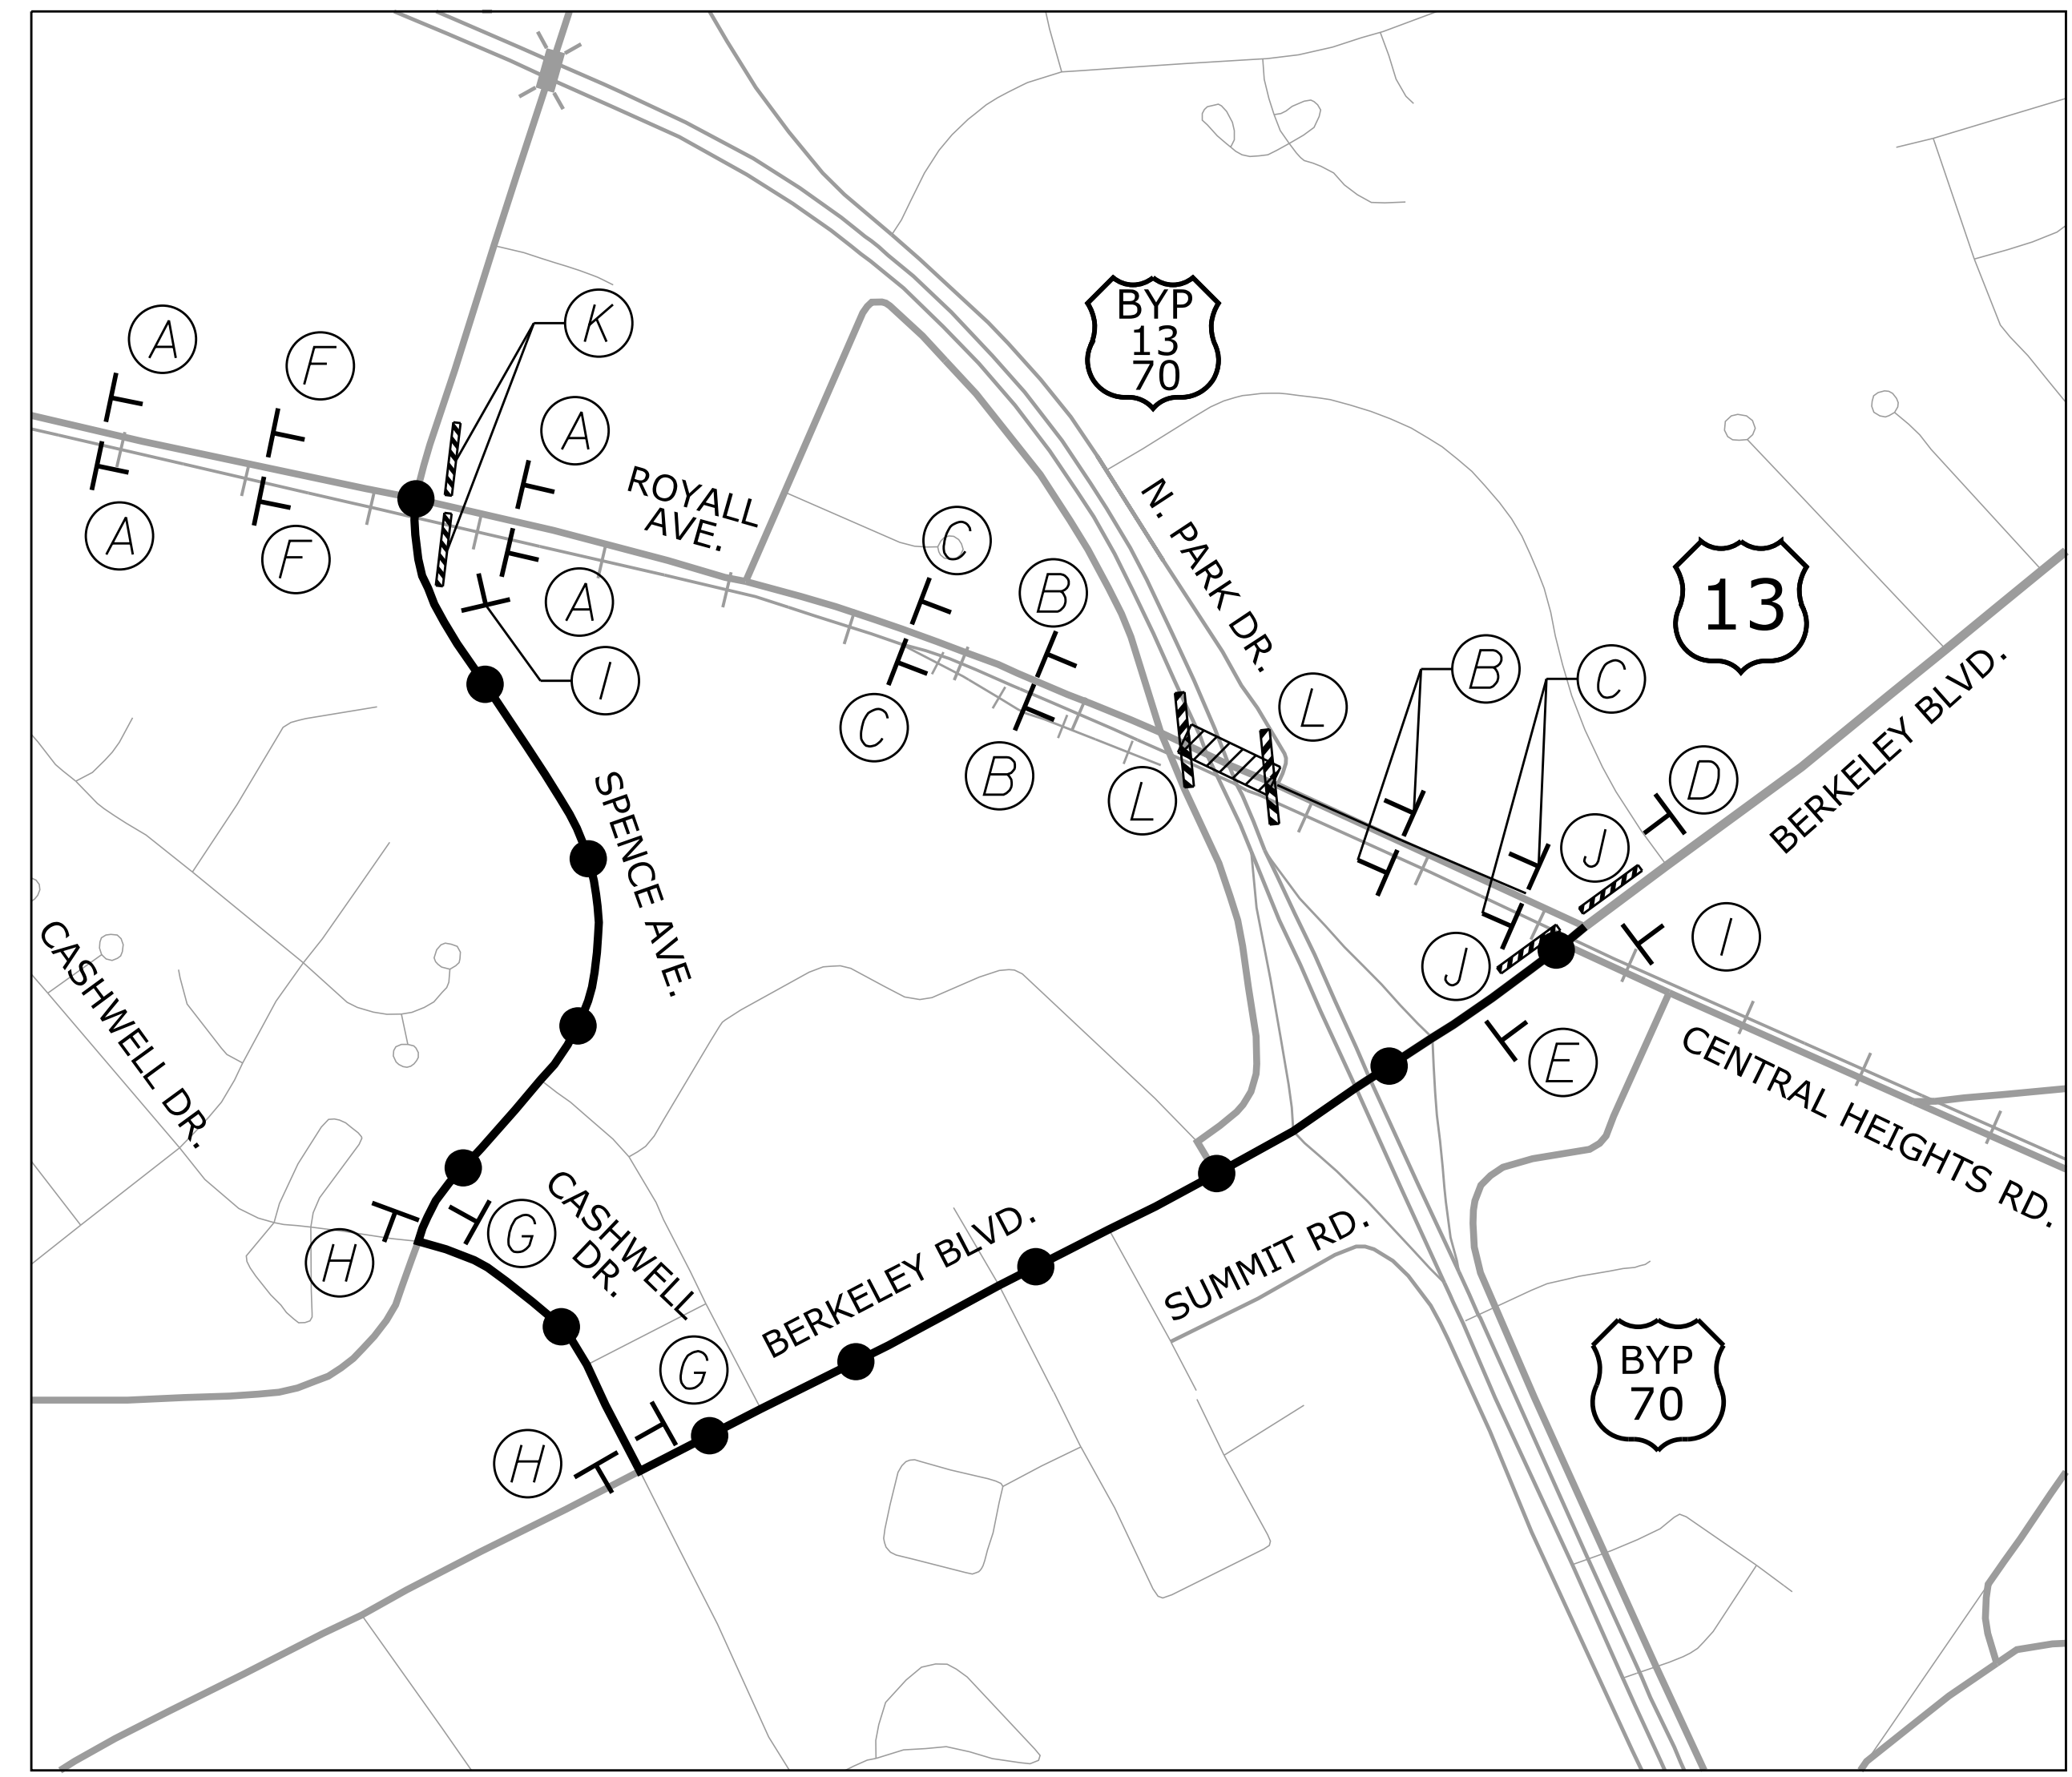 BYP
13
70
K
A
F
A
ROYALL
AVE.
N. PARK DR.
A
F
C
B
13
A
I
L
B
C
C
B
L
D
BERKELEY BLVD.
J
SPENCE AVE.
CASHWELL DR.
J
I
E
CENTRAL HEIGHTS RD.
H
G
CASHWELL
DR.
BERKELEY BLVD.
SUMMIT RD.
G
H
BYP
70